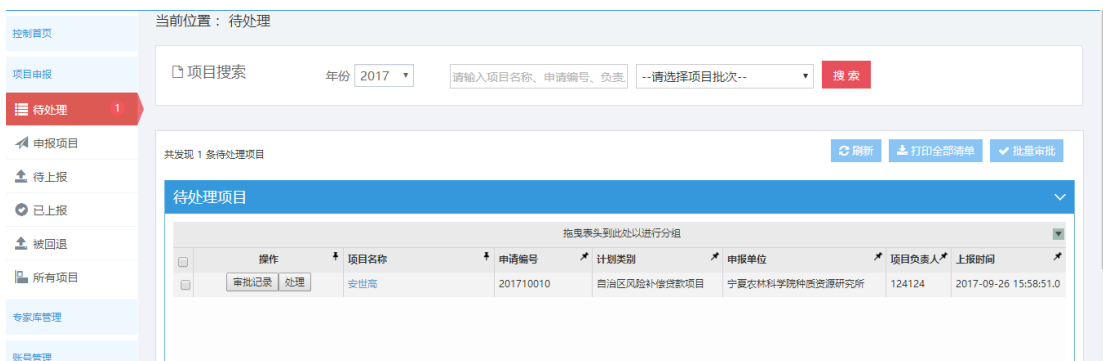 当前位置： 待处理
控制首页
项目申报
待处理 1
申报项目
待上报
已上报
被回退
所有项目
专家库管理
账号管理
项目搜索 年份 2017 请输入项目名称、申请编号、负责 --请选择项目批次-- 搜 索
共发现 1 条待处理项目 刷新 打印全部清单 批量审批
待处理项目
拖曳表头到此处以进行分组
操作 项目名称 申请编号 计划类别 申报单位 项目负责人 上报时间
审批记录 处理 安世高 201710010 自治区风险补偿贷款项目 宁夏农林科学院种质资源研究所 124124 2017-09-26 15:58:51.0